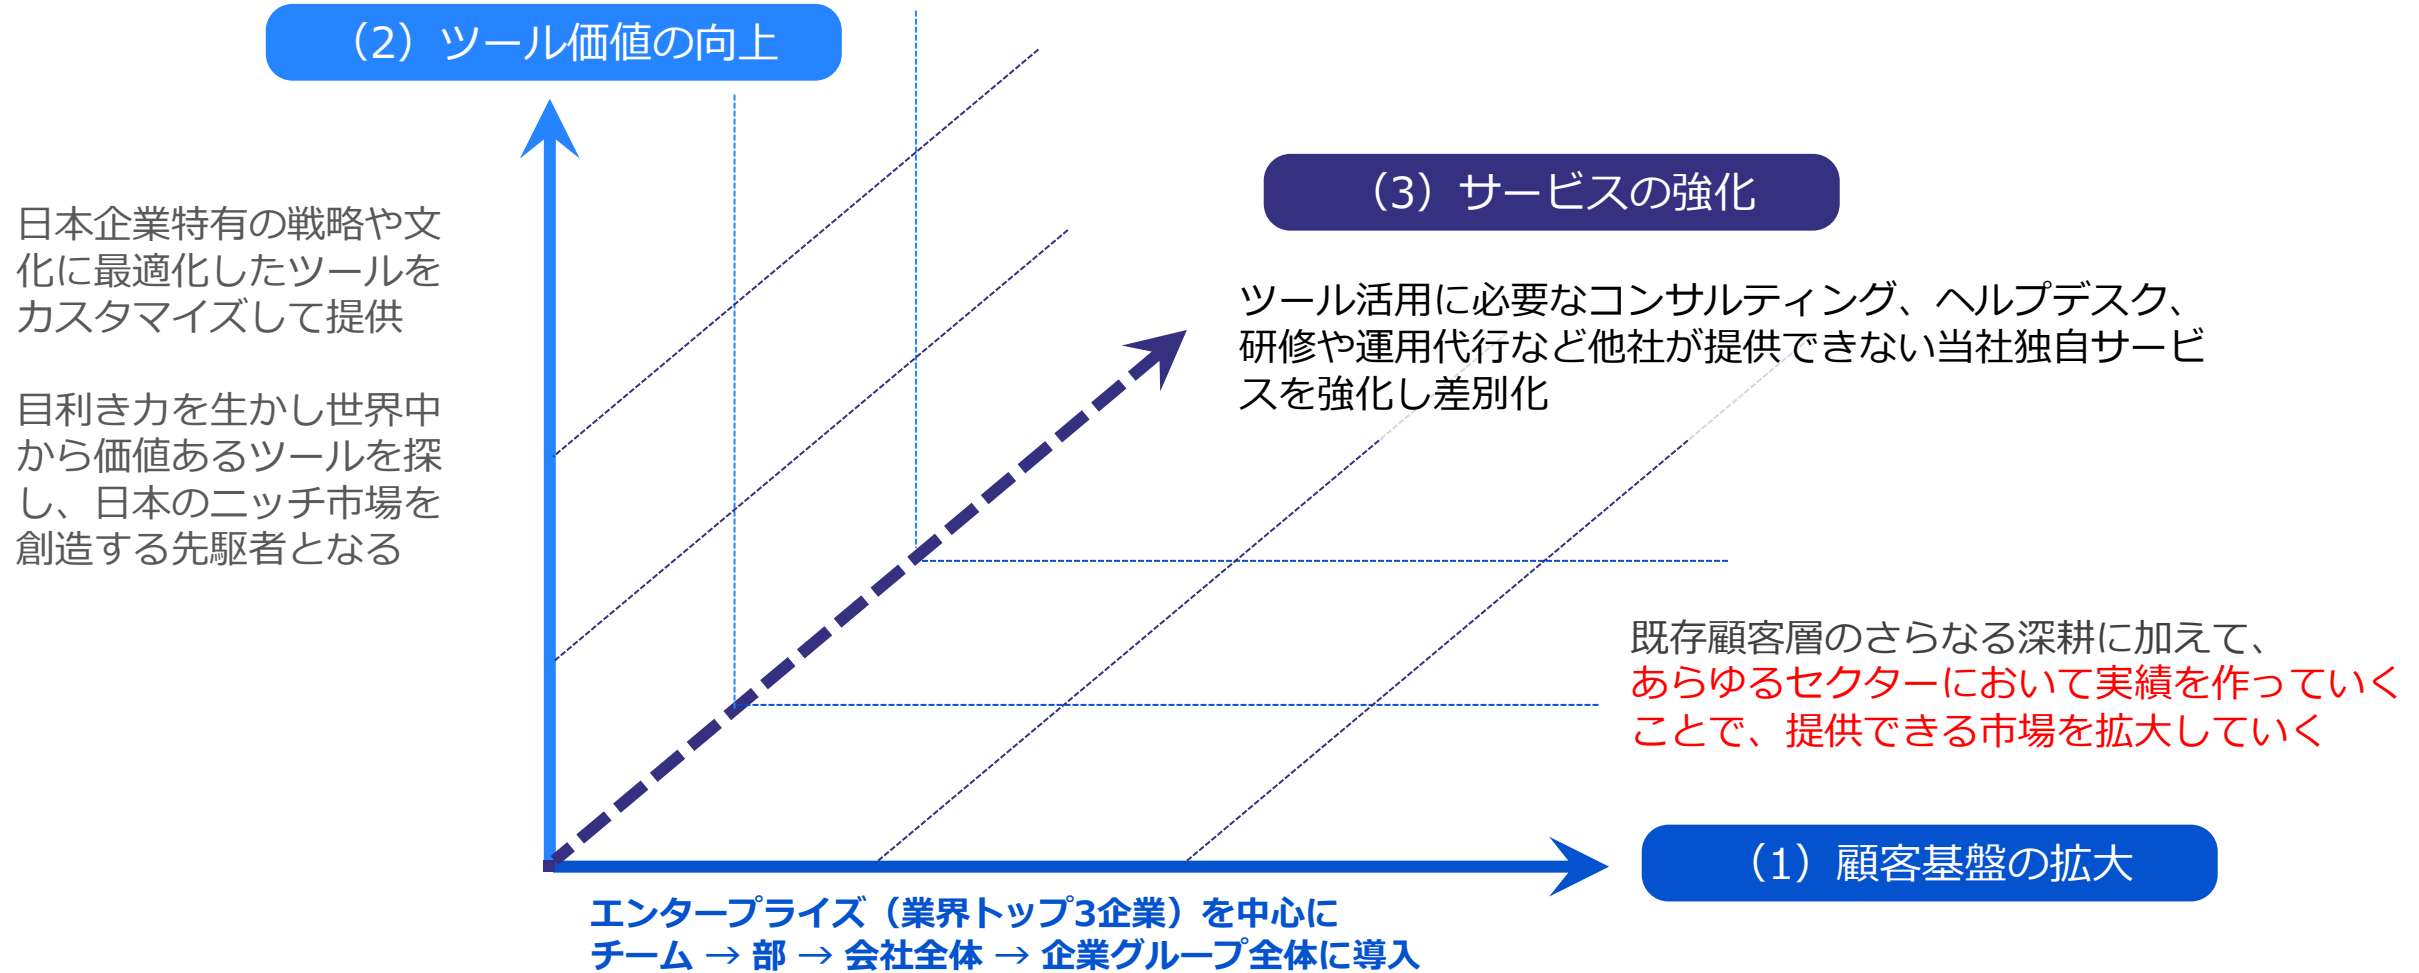 （2）ツール価値の向上
日本企業特有の戦略や文
化に最適化したツールを
カスタマイズして提供
目利き力を生かし世界中
から価値あるツールを探
し、日本のニッチ市場を
創造する先駆者となる
（3）サービスの強化
ツール活用に必要なコンサルティング、ヘルプデスク、
研修や運用代行など他社が提供できない当社独自サービ
スを強化し差別化
既存顧客層のさらなる深耕に加えて、
あらゆるセクターにおいて実績を作っていく
ことで、提供できる市場を拡大していく
（1）顧客基盤の拡大
エンタープライズ（業界トップ3企業）を中心に
チーム → 部 → 会社全体 → 企業グループ全体に導入